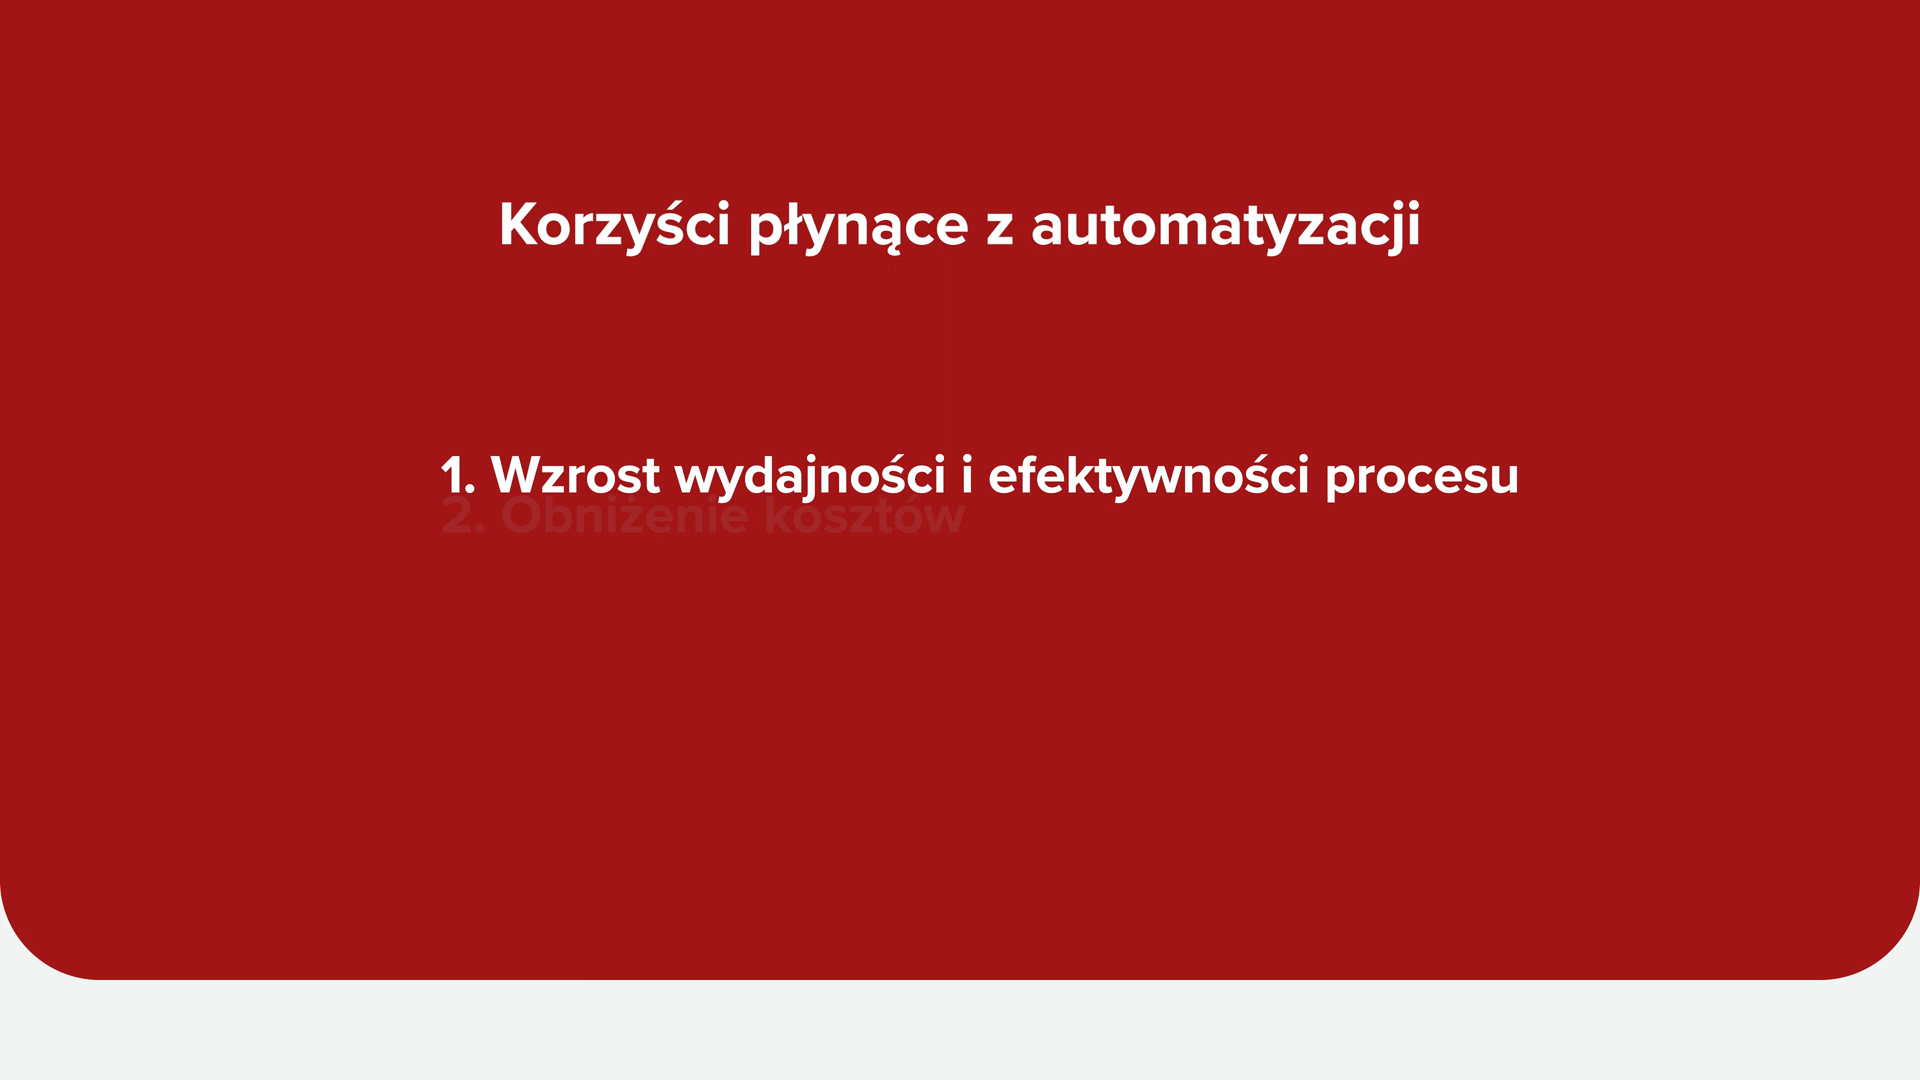 Korzyści płynące z automatyzacji
1. Wzrost wydajności i efektywności procesu
2. Obniżenie kosztów